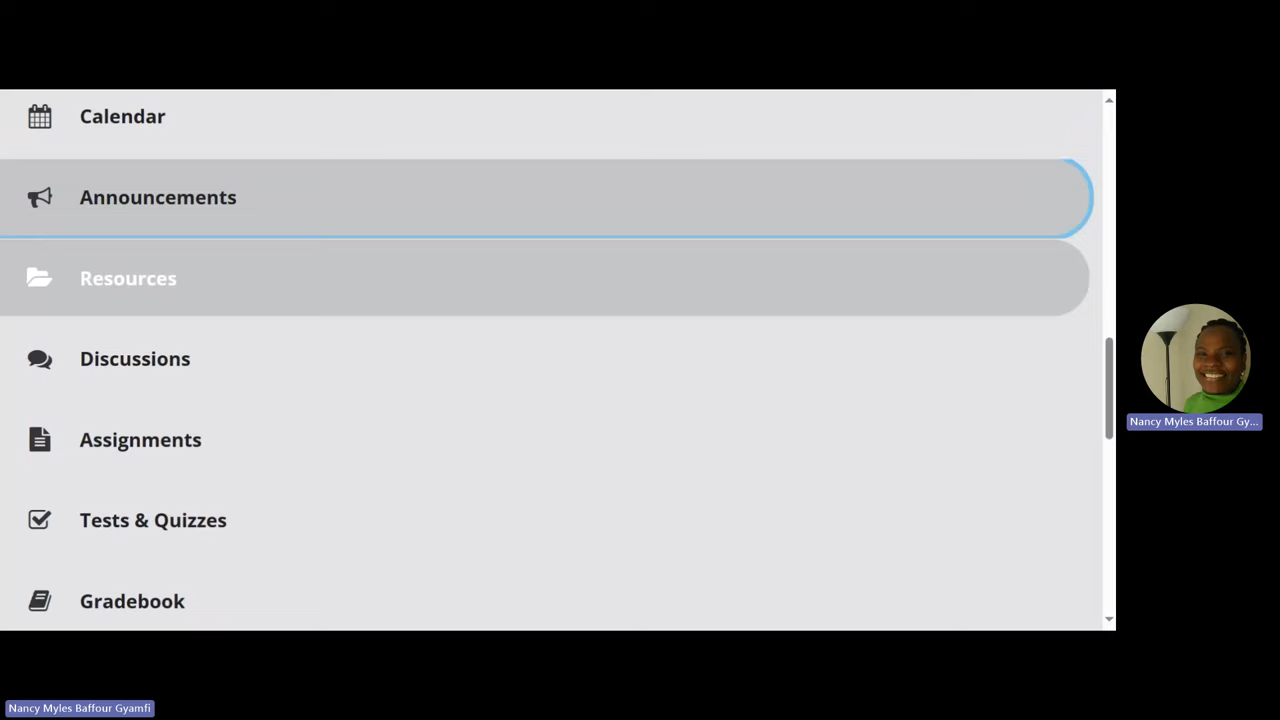 Calendar
Announcements
Resources
Discussions
Assignments
Tests & Quizzes
Gradebook
Nancy Myles Baffour Gy...
Nancy Myles Baffour Gyamfi